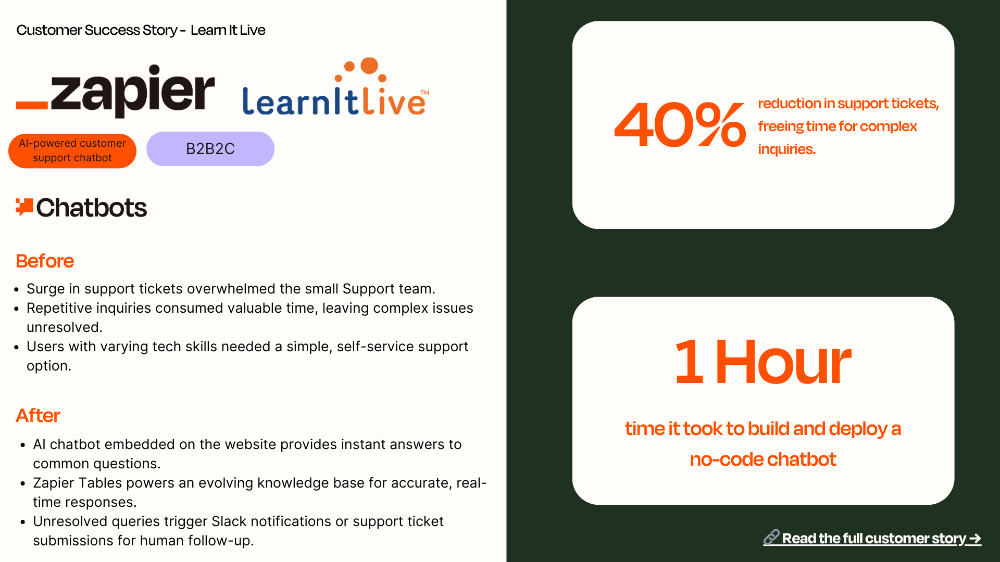 Customer Success Story - Learn It Live
zapier
learnItlive™
AI-powered customer
support chatbot
B2B2C
Chatbots
Before
• Surge in support tickets overwhelmed the small Support team.
• Repetitive inquiries consumed valuable time, leaving complex issues
unresolved.
• Users with varying tech skills needed a simple, self-service support
option.
After
• AI chatbot embedded on the website provides instant answers to
common questions.
• Zapier Tables powers an evolving knowledge base for accurate, real-
time responses.
• Unresolved queries trigger Slack notifications or support ticket
submissions for human follow-up.
40%
reduction in support tickets,
freeing time for complex
inquiries.
1 Hour
time it took to build and deploy a
no-code chatbot
🔗 Read the full customer story →